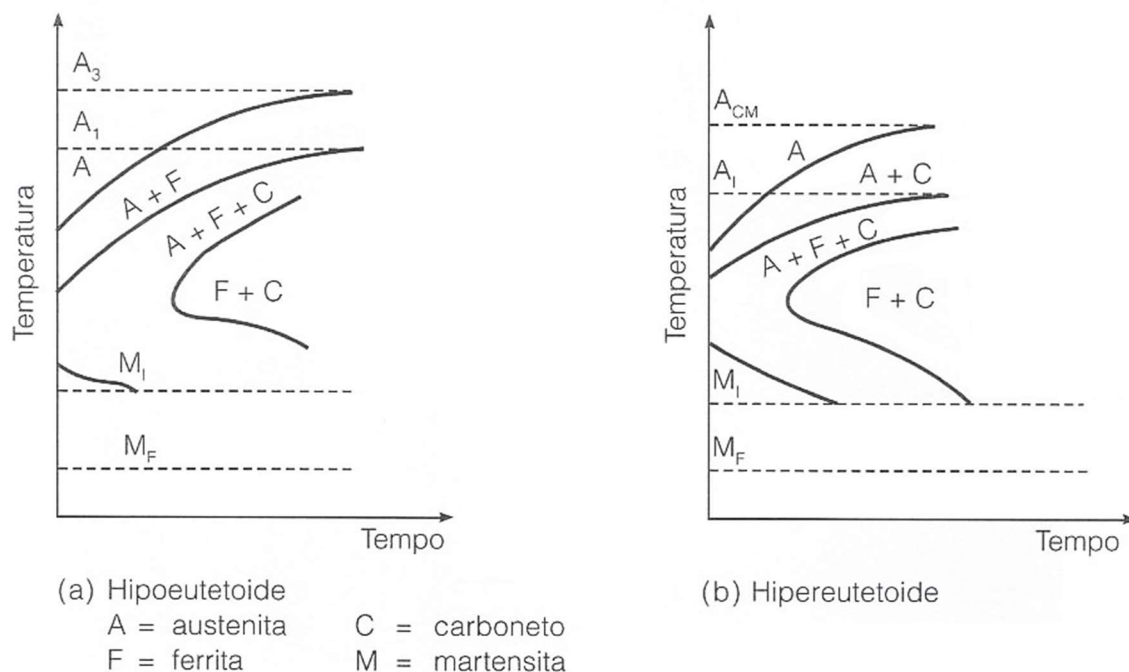 A3
A1
A
A + F
A + F + C
F + C
MI
MF
Temperatura
Tempo
(a) Hipoeutetoide
A = austenita C = carboneto
F = ferrita M = martensita
ACM
A
AI
A + C
A + F + C
F + C
MI
MF
Temperatura
Tempo
(b) Hipereutetoide